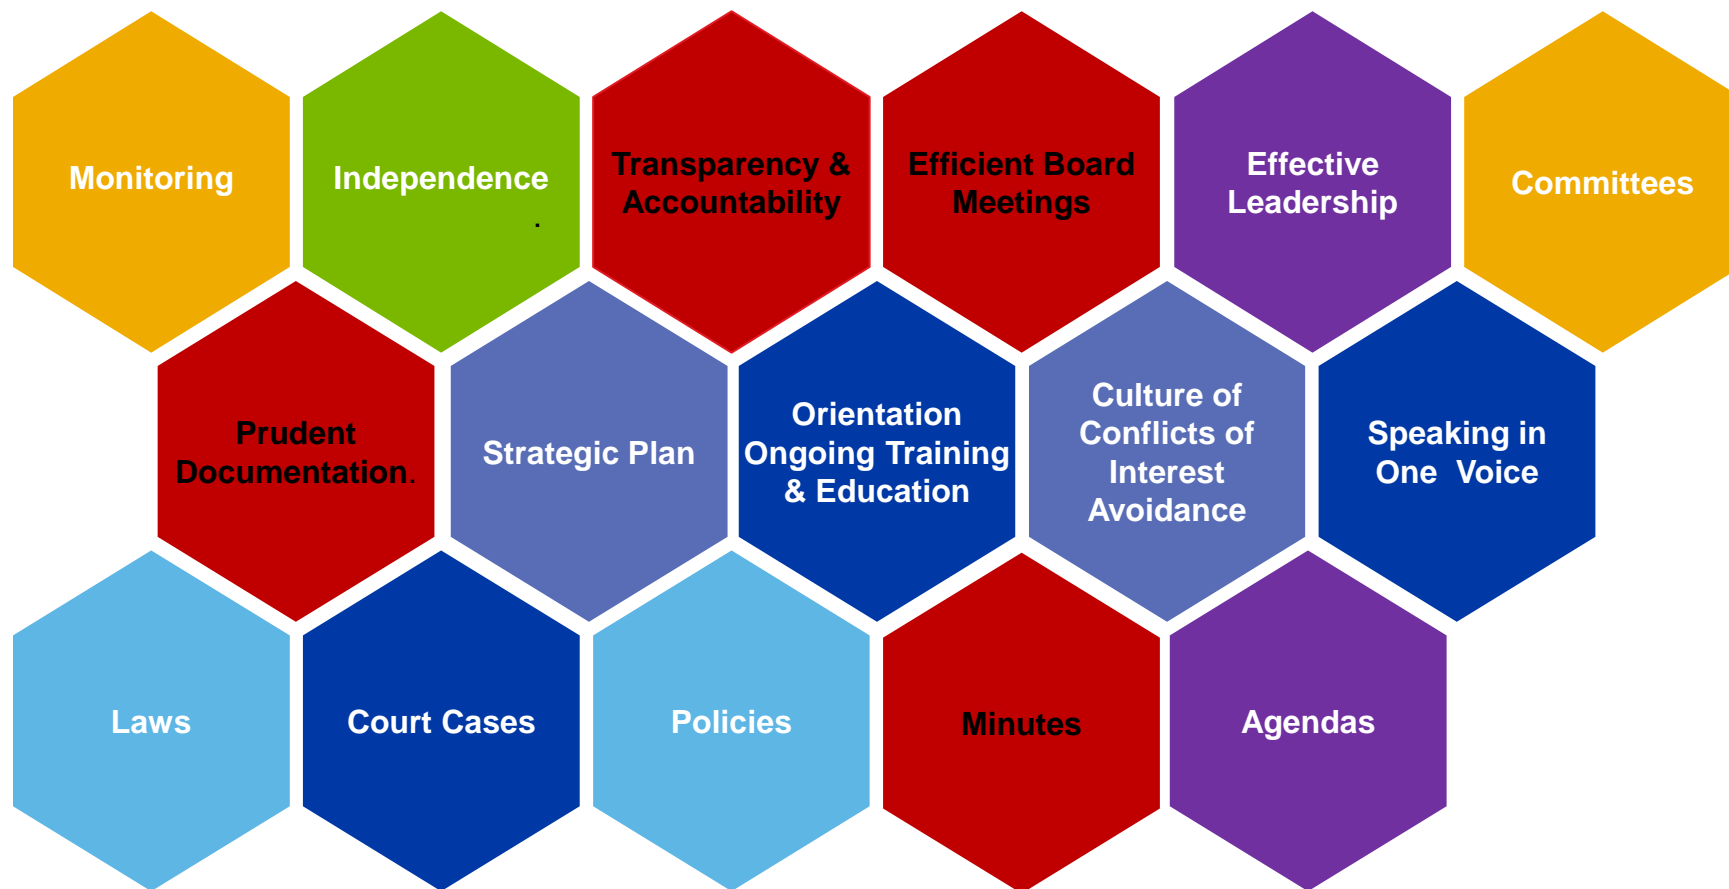 Monitoring
Independence
.
Transparency &
Accountability
Efficient Board
Meetings
Effective
Leadership
Committees
Prudent
Documentation.
Strategic Plan
Orientation
Ongoing Training
& Education
Culture of
Conflicts of
Interest
Avoidance
Speaking in
One  Voice
Laws
Court Cases
Policies
Minutes
Agendas